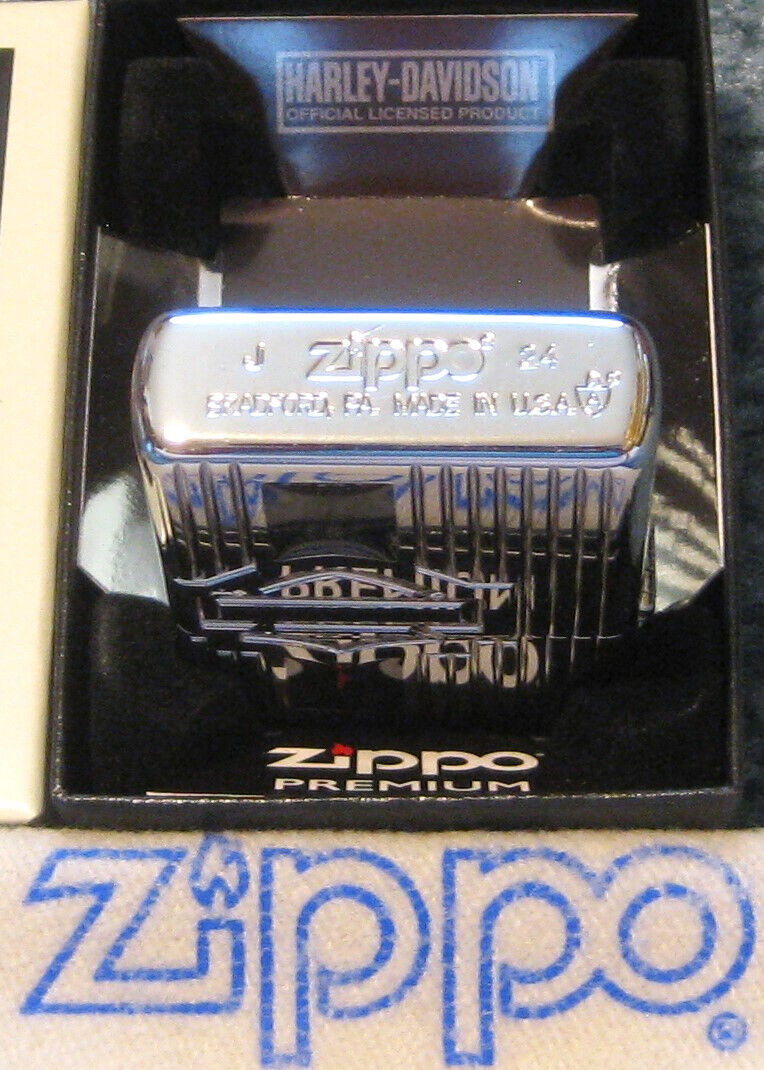 HARLEY-DAVIDSON
OFFICIAL LICENSED PRODUCT
J zippo® 24
BRADFORD, PA. MADE IN U.S.A.
zippo
PREMIUM
zippo®